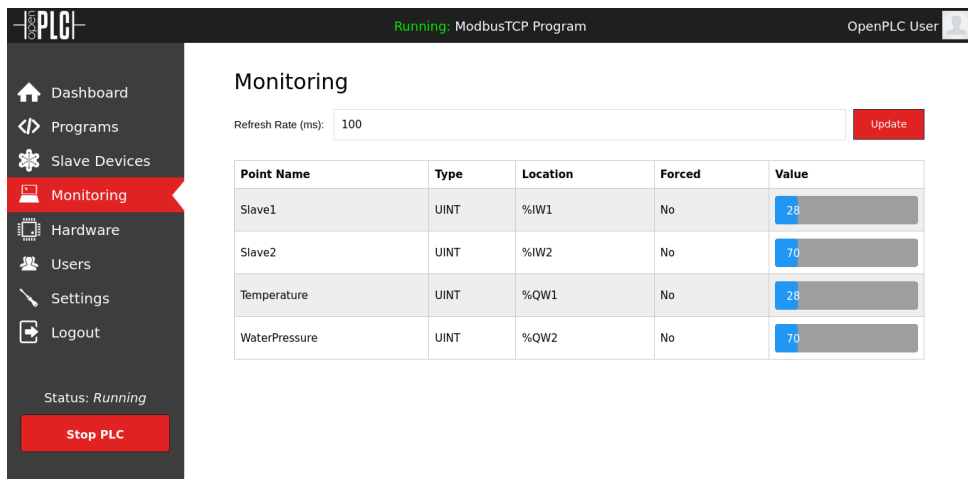 open PLC Running: ModbusTCP Program OpenPLC User
Dashboard
Programs
Slave Devices
Monitoring
Hardware
Users
Settings
Logout
Status: Running
Stop PLC
Monitoring
Refresh Rate (ms): 100 Update
Point Name Type Location Forced Value
Slave1 UINT %IW1 No 28
Slave2 UINT %IW2 No 70
Temperature UINT %QW1 No 28
WaterPressure UINT %QW2 No 70